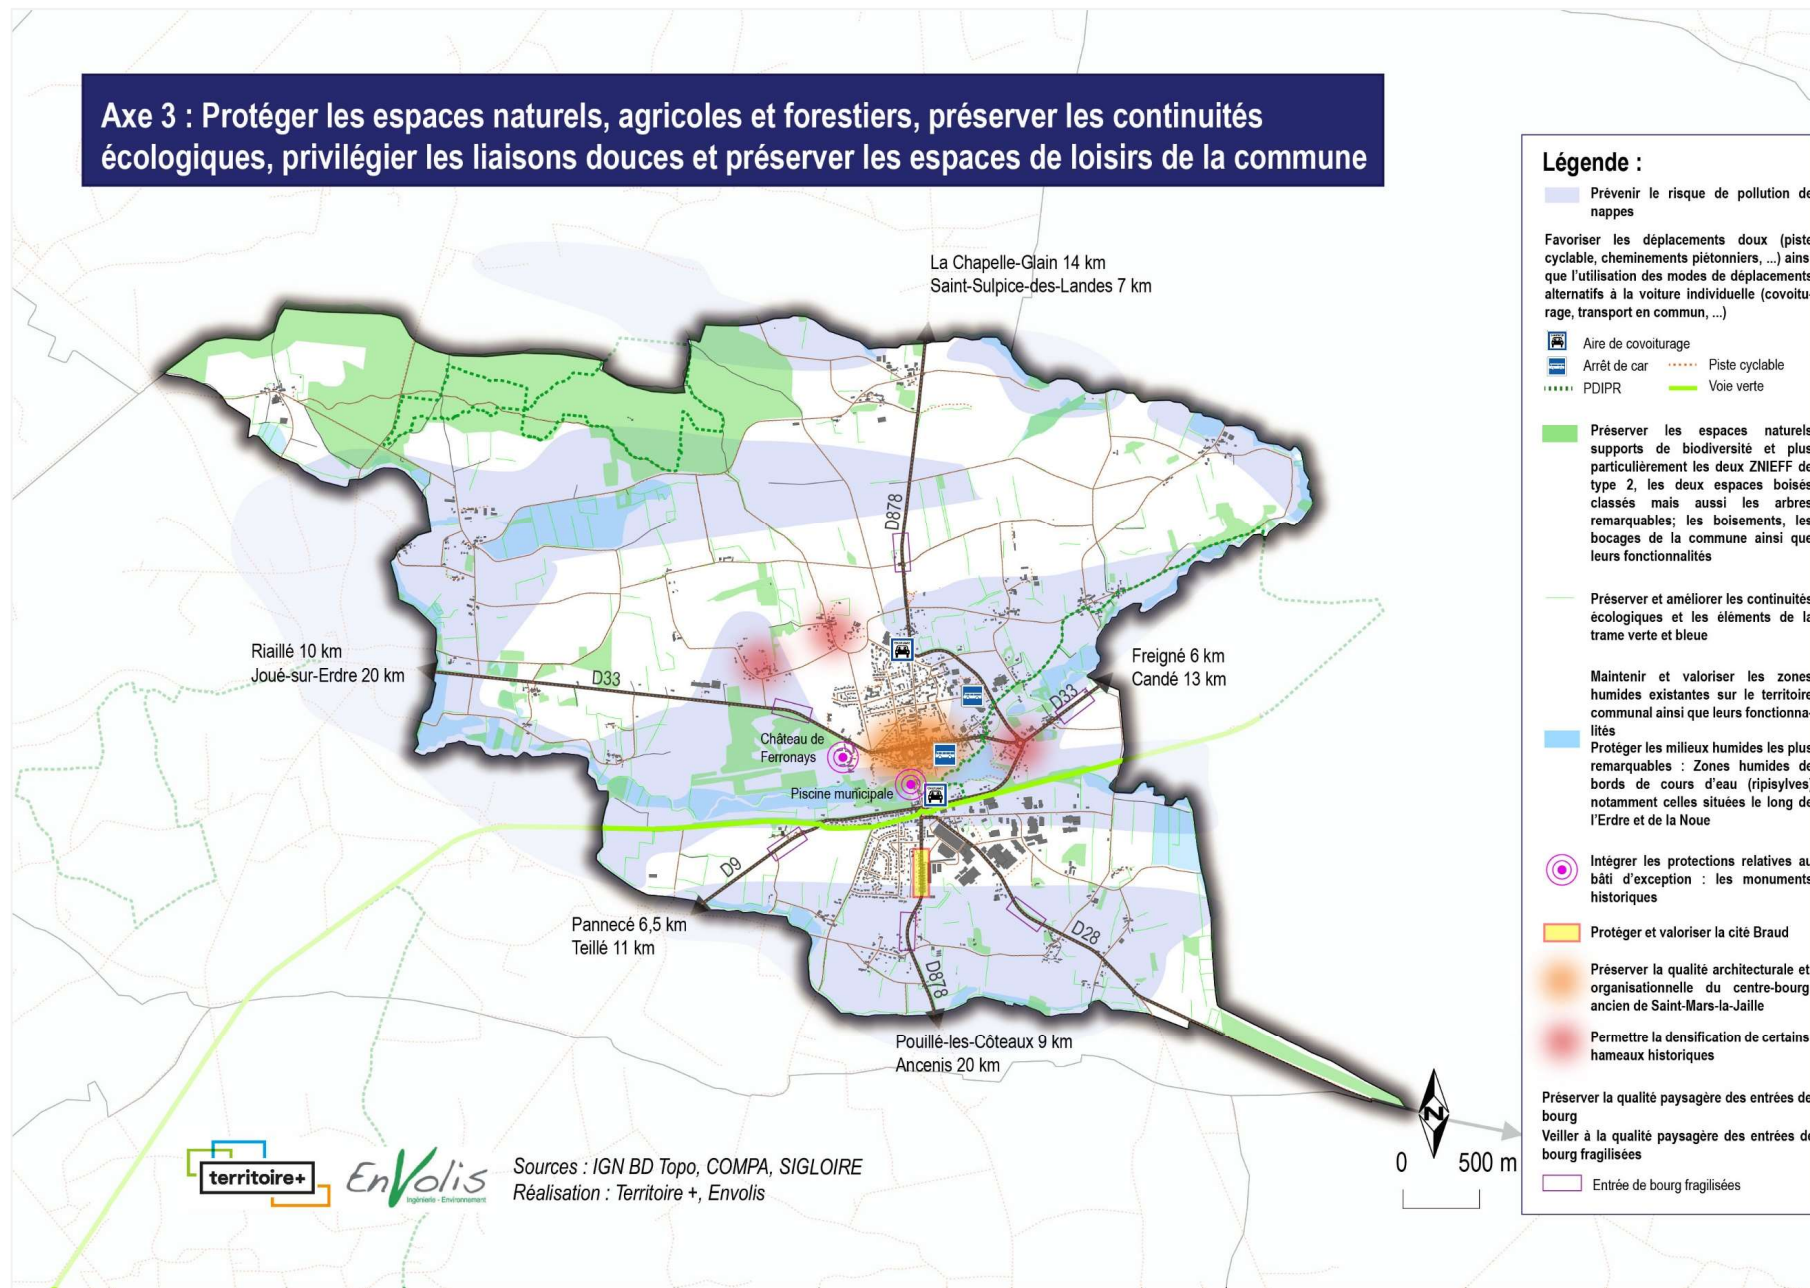 Axe 3 : Protéger les espaces naturels, agricoles et forestiers, préserver les continuités
écologiques, privilégier les liaisons douces et préserver les espaces de loisirs de la commune
La Chapelle-Glain 14 km
Saint-Sulpice-des-Landes 7 km
D878
Riaillé 10 km
Joué-sur-Erdre 20 km
D33
Freigné 6 km
Candé 13 km
D33
Château de
Ferronays
Piscine municipale
D9
Pannecé 6,5 km
Teillé 11 km
D28
D878
Pouillé-les-Côteaux 9 km
Ancenis 20 km
N
0 500 m
territoire+
EnVolis
Ingénierie - Environnement
Sources : IGN BD Topo, COMPA, SIGLOIRE
Réalisation : Territoire +, Envolis
Légende :
Prévenir le risque de pollution de
nappes
Favoriser les déplacements doux (piste
cyclable, cheminements piétonniers, ...) ains
que l'utilisation des modes de déplacements
alternatifs à la voiture individuelle (covoitu-
rage, transport en commun, ...)
Aire de covoiturage
Arrêt de car
Piste cyclable
PDIPR
Voie verte
Préserver les espaces naturels
supports de biodiversité et plus
particulièrement les deux ZNIEFF de
type 2, les deux espaces boisés
classés mais aussi les arbres
remarquables; les boisements, les
bocages de la commune ainsi que
leurs fonctionnalités
Préserver et améliorer les continuités
écologiques et les éléments de la
trame verte et bleue
Maintenir et valoriser les zones
humides existantes sur le territoire
communal ainsi que leurs fonctionna-
lités
Protéger les milieux humides les plus
remarquables : Zones humides de
bords de cours d'eau (ripisylves)
notamment celles situées le long de
l'Erdre et de la Noue
Intégrer les protections relatives au
bâti d'exception : les monuments
historiques
Protéger et valoriser la cité Braud
Préserver la qualité architecturale et
organisationnelle du centre-bourg
ancien de Saint-Mars-la-Jaille
Permettre la densification de certains
hameaux historiques
Préserver la qualité paysagère des entrées de
bourg
Veiller à la qualité paysagère des entrées de
bourg fragilisées
Entrée de bourg fragilisées